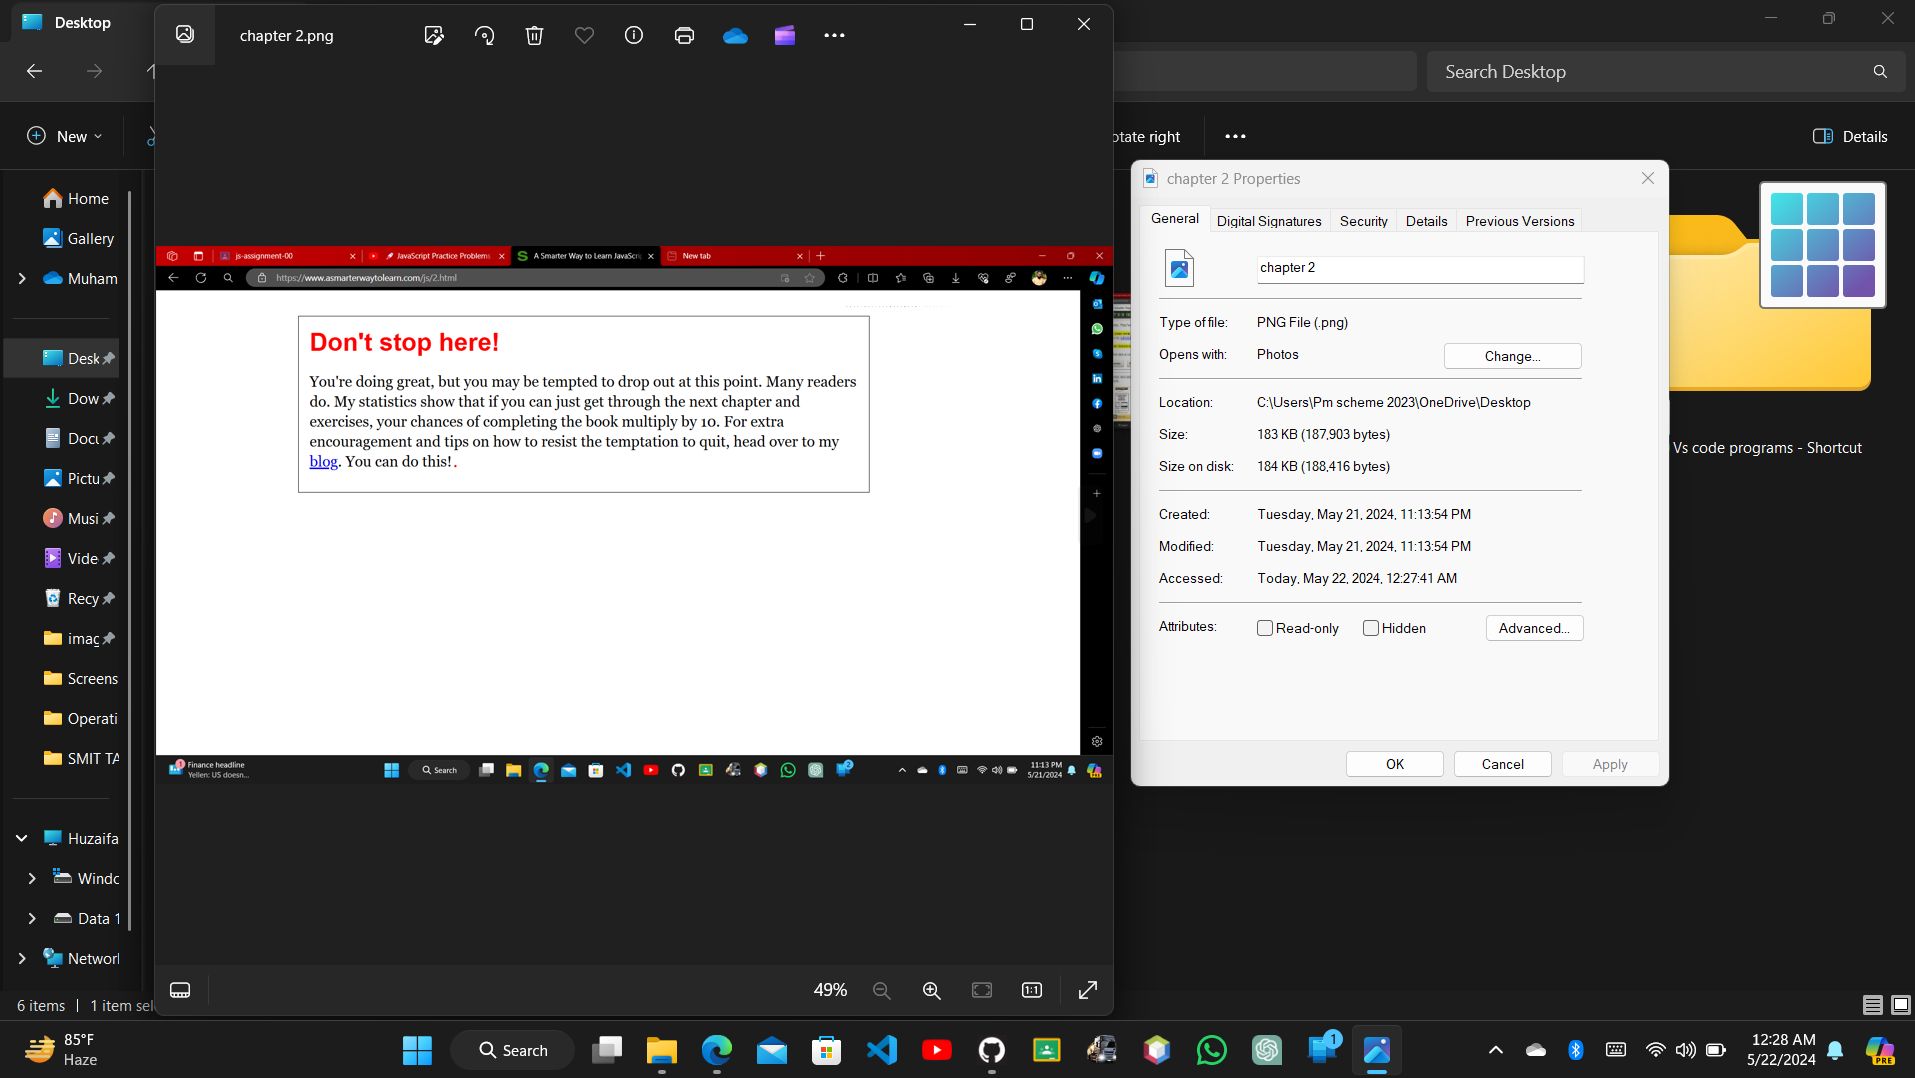 Desktop
chapter 2.png
Search Desktop
New
otate right
Details
Home
Gallery
Muham
Desk
Dow
Docu
Pictu
Musi
Vide
Recy
imag
Screens
Operati
SMIT TA
Huzaifa
Windo
Data 1
Network
6 items
1 item sel
js-assignment-00
JavaScript Practice Problems
A Smarter Way to Learn JavaScri
New tab
https://www.asmarterwaytolearn.com/js/2.html
Don't stop here!
You're doing great, but you may be tempted to drop out at this point. Many readers
do. My statistics show that if you can just get through the next chapter and
exercises, your chances of completing the book multiply by 10. For extra
encouragement and tips on how to resist the temptation to quit, head over to my
blog. You can do this!.
1
Finance headline
Yellen: US doesn...
Search
2
11:13 PM
5/21/2024
49%
1:1
chapter 2 Properties
General
Digital Signatures
Security
Details
Previous Versions
chapter 2
Type of file: PNG File (.png)
Opens with: Photos
Change...
Location: C:\Users\Pm scheme 2023\OneDrive\Desktop
Size: 183 KB (187,903 bytes)
Size on disk: 184 KB (188,416 bytes)
Created: Tuesday, May 21, 2024, 11:13:54 PM
Modified: Tuesday, May 21, 2024, 11:13:54 PM
Accessed: Today, May 22, 2024, 12:27:41 AM
Attributes: Read-only Hidden
Advanced...
OK
Cancel
Apply
Vs code programs - Shortcut
85°F
Haze
Search
1
12:28 AM
5/22/2024
PRE